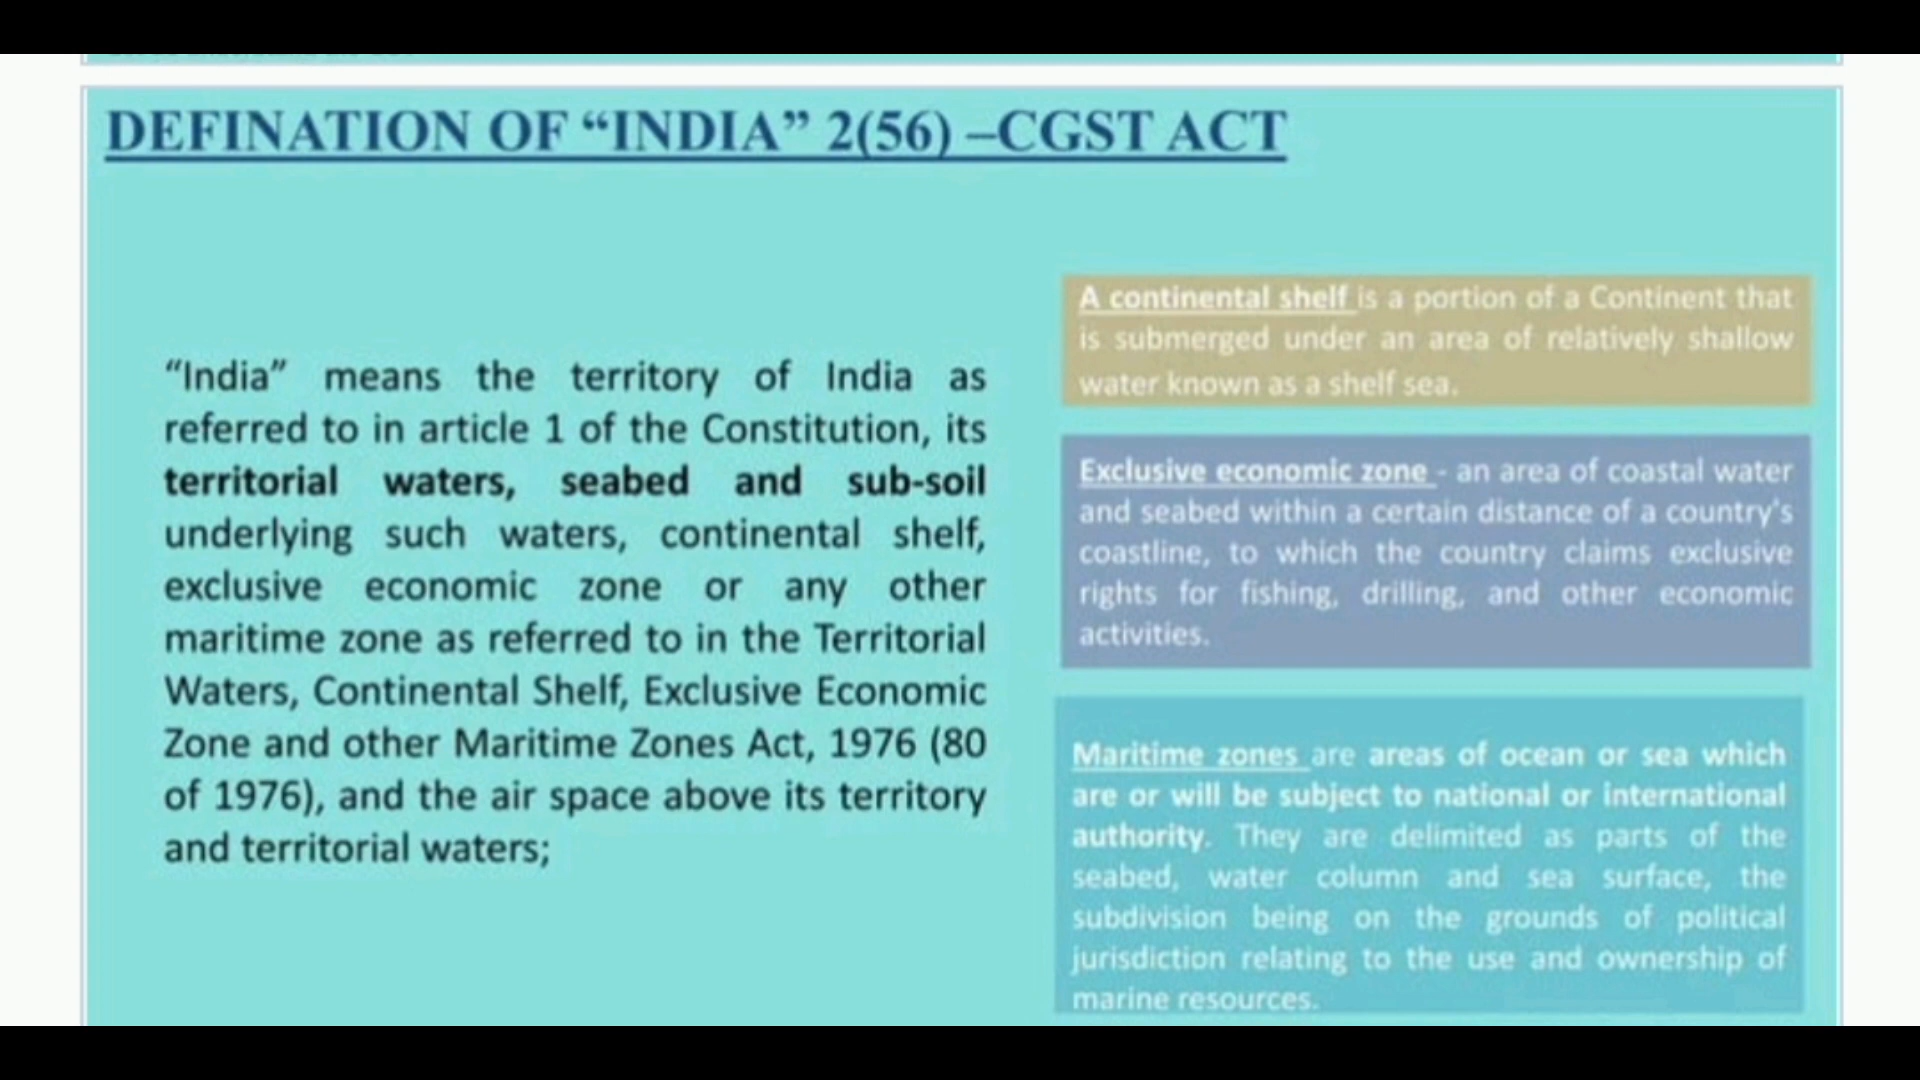 DEFINATION OF “INDIA” 2(56) –CGST ACT
“India” means the territory of India as
referred to in article 1 of the Constitution, its
territorial waters, seabed and sub-soil
underlying such waters, continental shelf,
exclusive economic zone or any other
maritime zone as referred to in the Territorial
Waters, Continental Shelf, Exclusive Economic
Zone and other Maritime Zones Act, 1976 (80
of 1976), and the air space above its territory
and territorial waters;
A continental shelf is a portion of a Continent that
is submerged under an area of relatively shallow
water known as a shelf sea.
Exclusive economic zone - an area of coastal water
and seabed within a certain distance of a country's
coastline, to which the country claims exclusive
rights for fishing, drilling, and other economic
activities.
Maritime zones are areas of ocean or sea which
are or will be subject to national or international
authority. They are delimited as parts of the
seabed, water column and sea surface, the
subdivision being on the grounds of political
jurisdiction relating to the use and ownership of
marine resources.